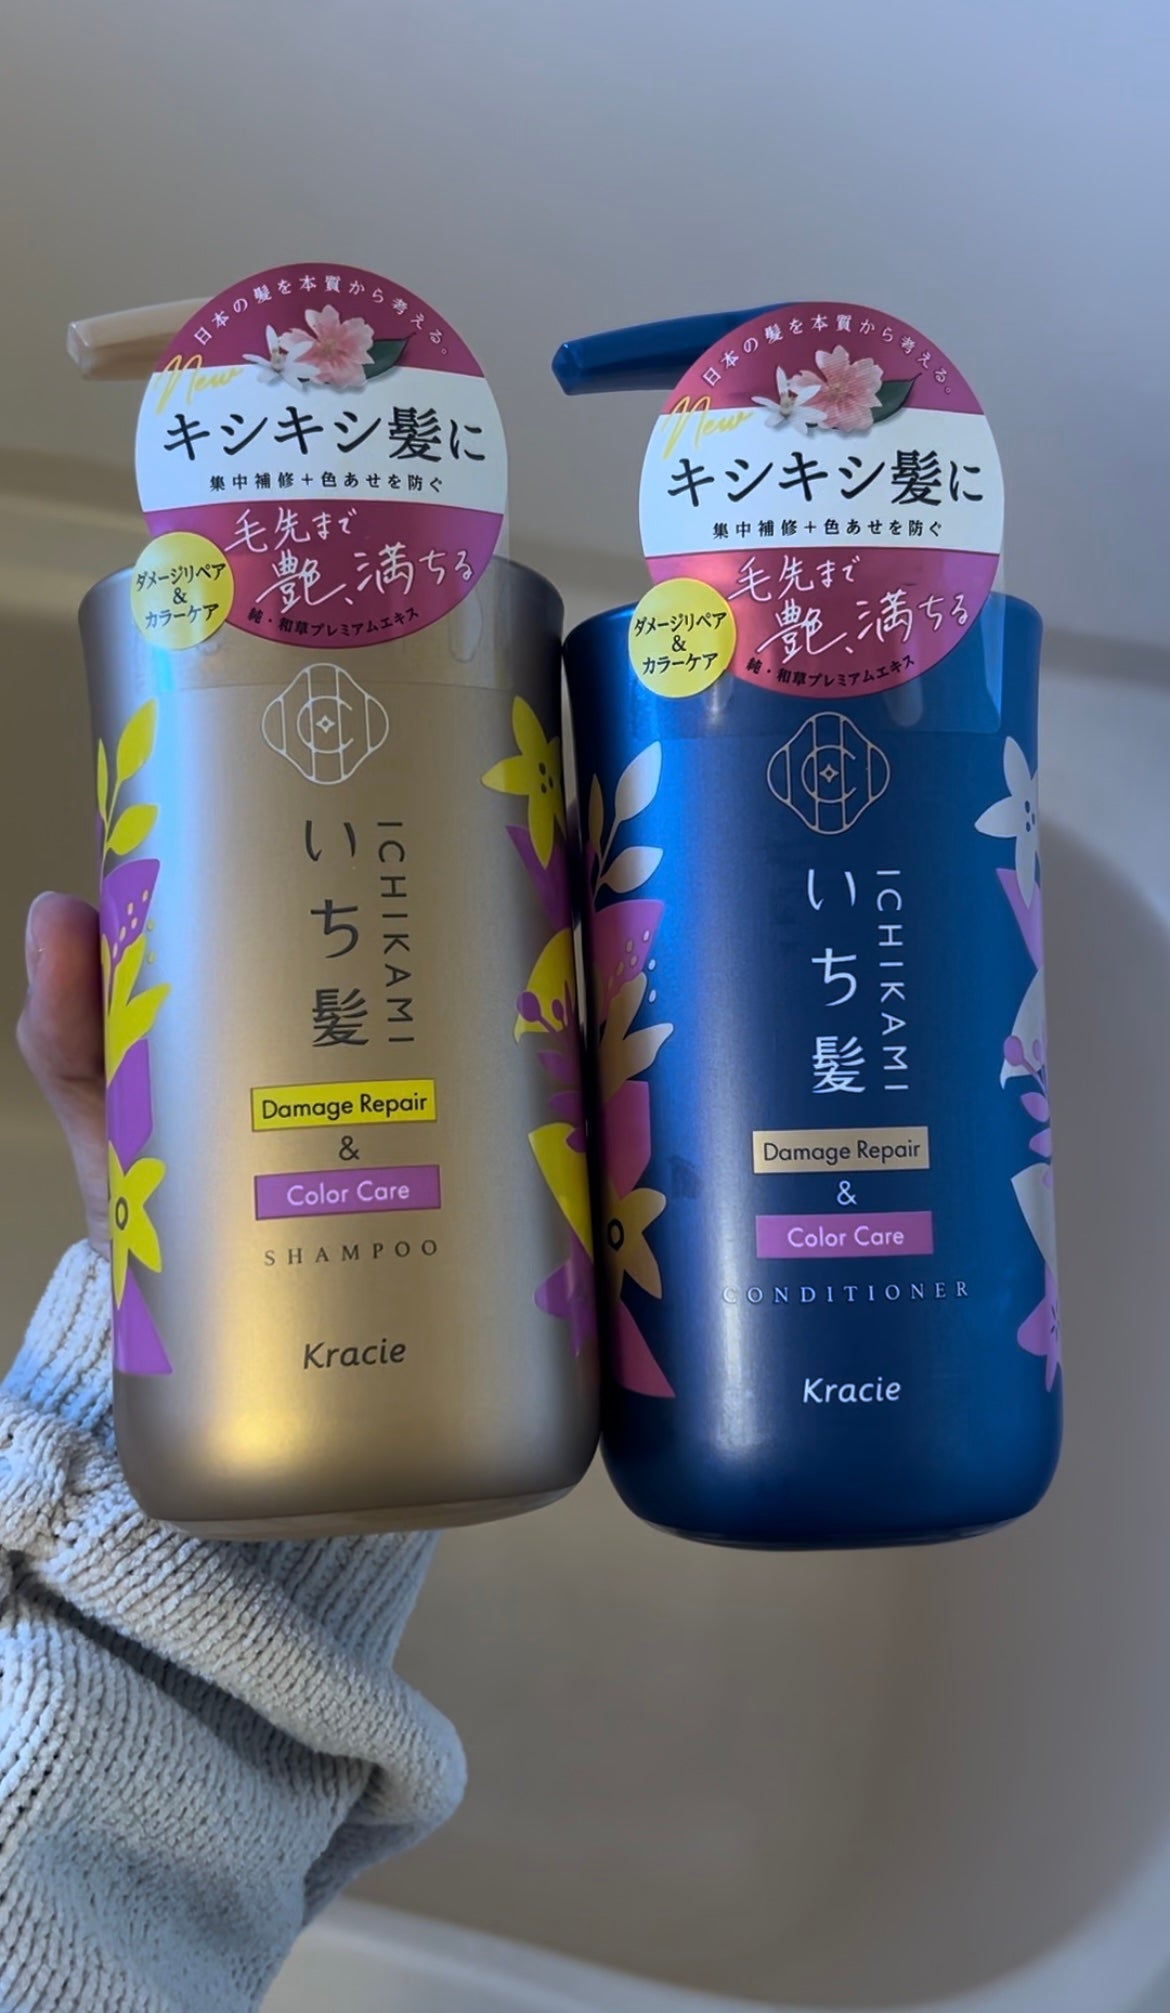 日本の髪を本質から考える。
New
キシキシ髪に
集中補修+色あせを防ぐ
毛先まで
艶、満ちる
ダメージリペア
&
カラーケア
純・和草プレミアムエキス
いち髪
ICHIKAMI
Damage Repair
&
Color Care
SHAMPOO
Kracie
日本の髪を本質から考える。
New
キシキシ髪に
集中補修+色あせを防ぐ
毛先まで
艶、満ちる
ダメージリペア
&
カラーケア
純・和草プレミアムエキス
いち髪
ICHIKAMI
Damage Repair
&
Color Care
CONDITIONER
Kracie